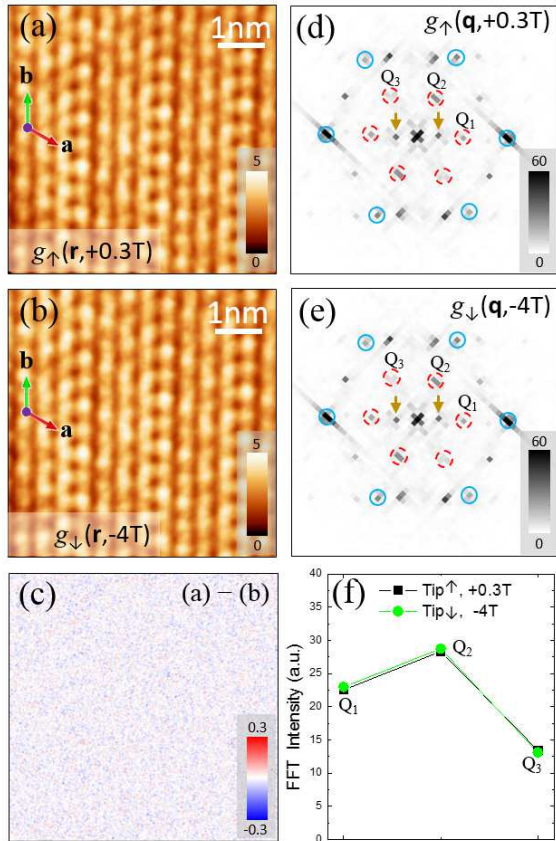 (a)
1nm
b
a
5
0
g↑(r,+0.3T)
(b)
1nm
b
a
5
0
g↓(r,-4T)
(c)
(a) – (b)
0.3
-0.3
(d)
g↑(q,+0.3T)
Q3
Q2
Q1
60
0
(e)
g↓(q,-4T)
Q3
Q2
Q1
60
0
(f)
Tip↑, +0.3T
Tip↓, -4T
FFT Intensity (a.u.)
40
35
30
25
20
15
10
5
0
Q1
Q2
Q3